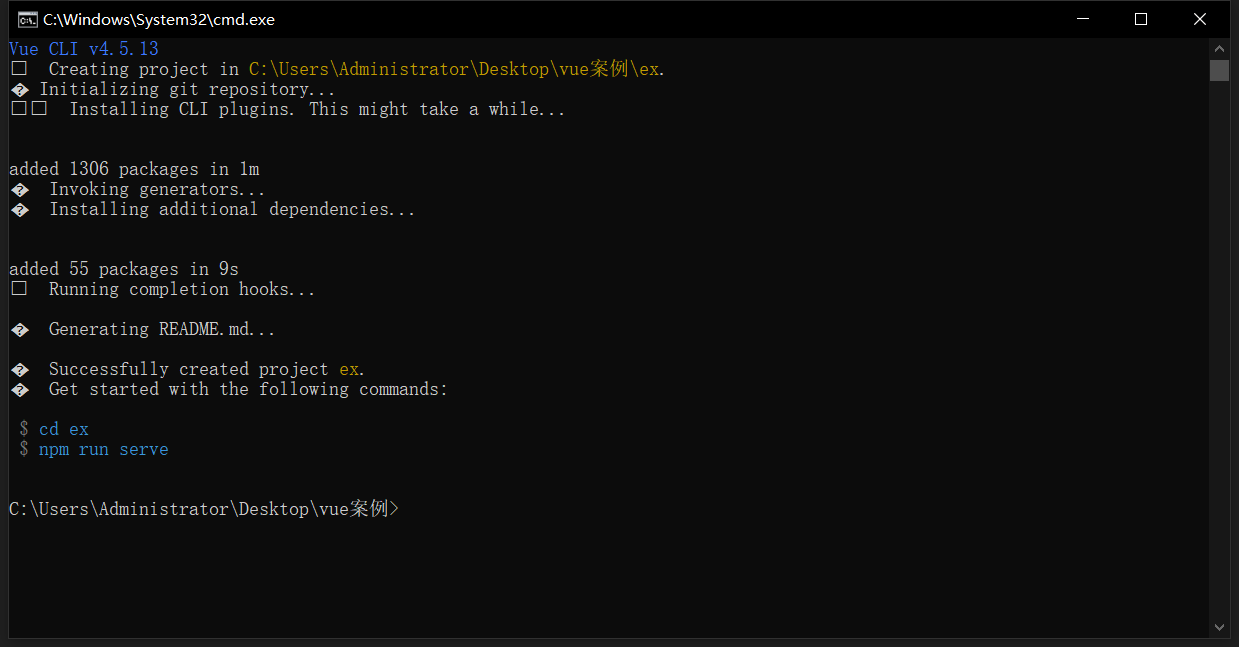 C:\Windows\System32\cmd.exe
Vue CLI v4.5.13
□  Creating project in C:\Users\Administrator\Desktop\vue案例\ex.
� Initializing git repository...
□□  Installing CLI plugins. This might take a while...
added 1306 packages in 1m
�  Invoking generators...
�  Installing additional dependencies...
added 55 packages in 9s
□  Running completion hooks...
�  Generating README.md...
�  Successfully created project ex.
�  Get started with the following commands:
$ cd ex
$ npm run serve
C:\Users\Administrator\Desktop\vue案例>